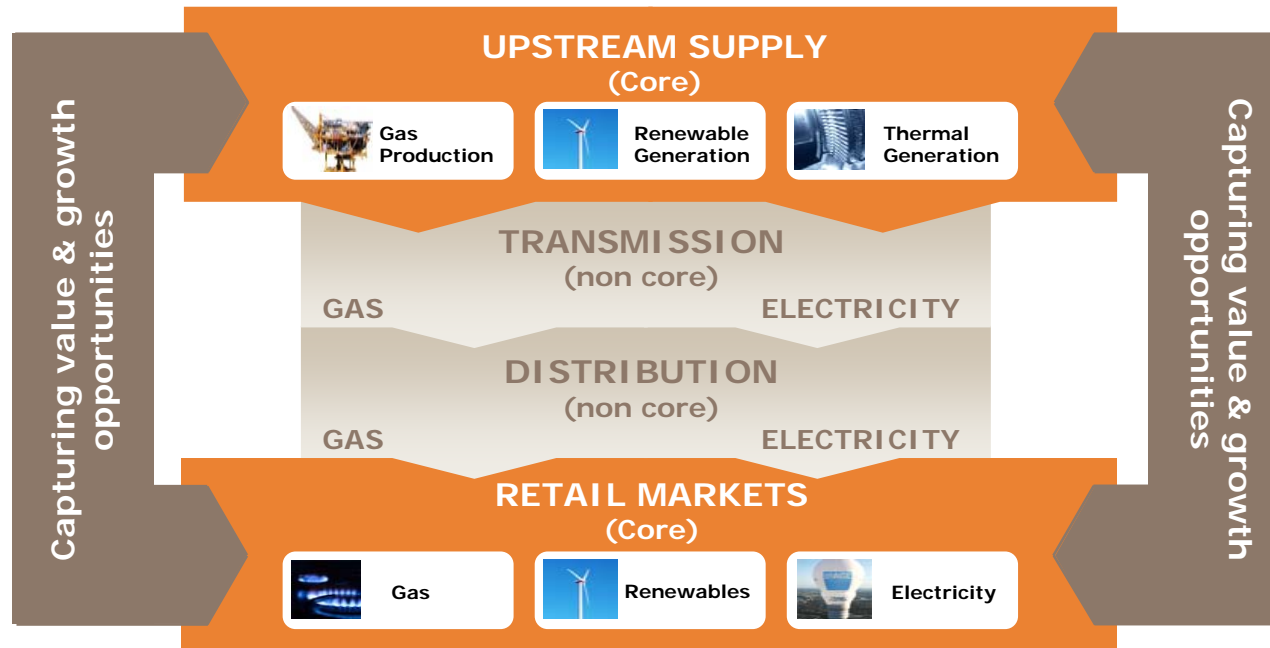 Capturing value & growth
opportunities
UPSTREAM SUPPLY
(Core)
Gas
Production
Renewable
Generation
Thermal
Generation
TRANSMISSION
(non core)
GAS
ELECTRICITY
DISTRIBUTION
(non core)
GAS
ELECTRICITY
RETAIL MARKETS
(Core)
Gas
Renewables
Electricity
Capturing value & growth
opportunities